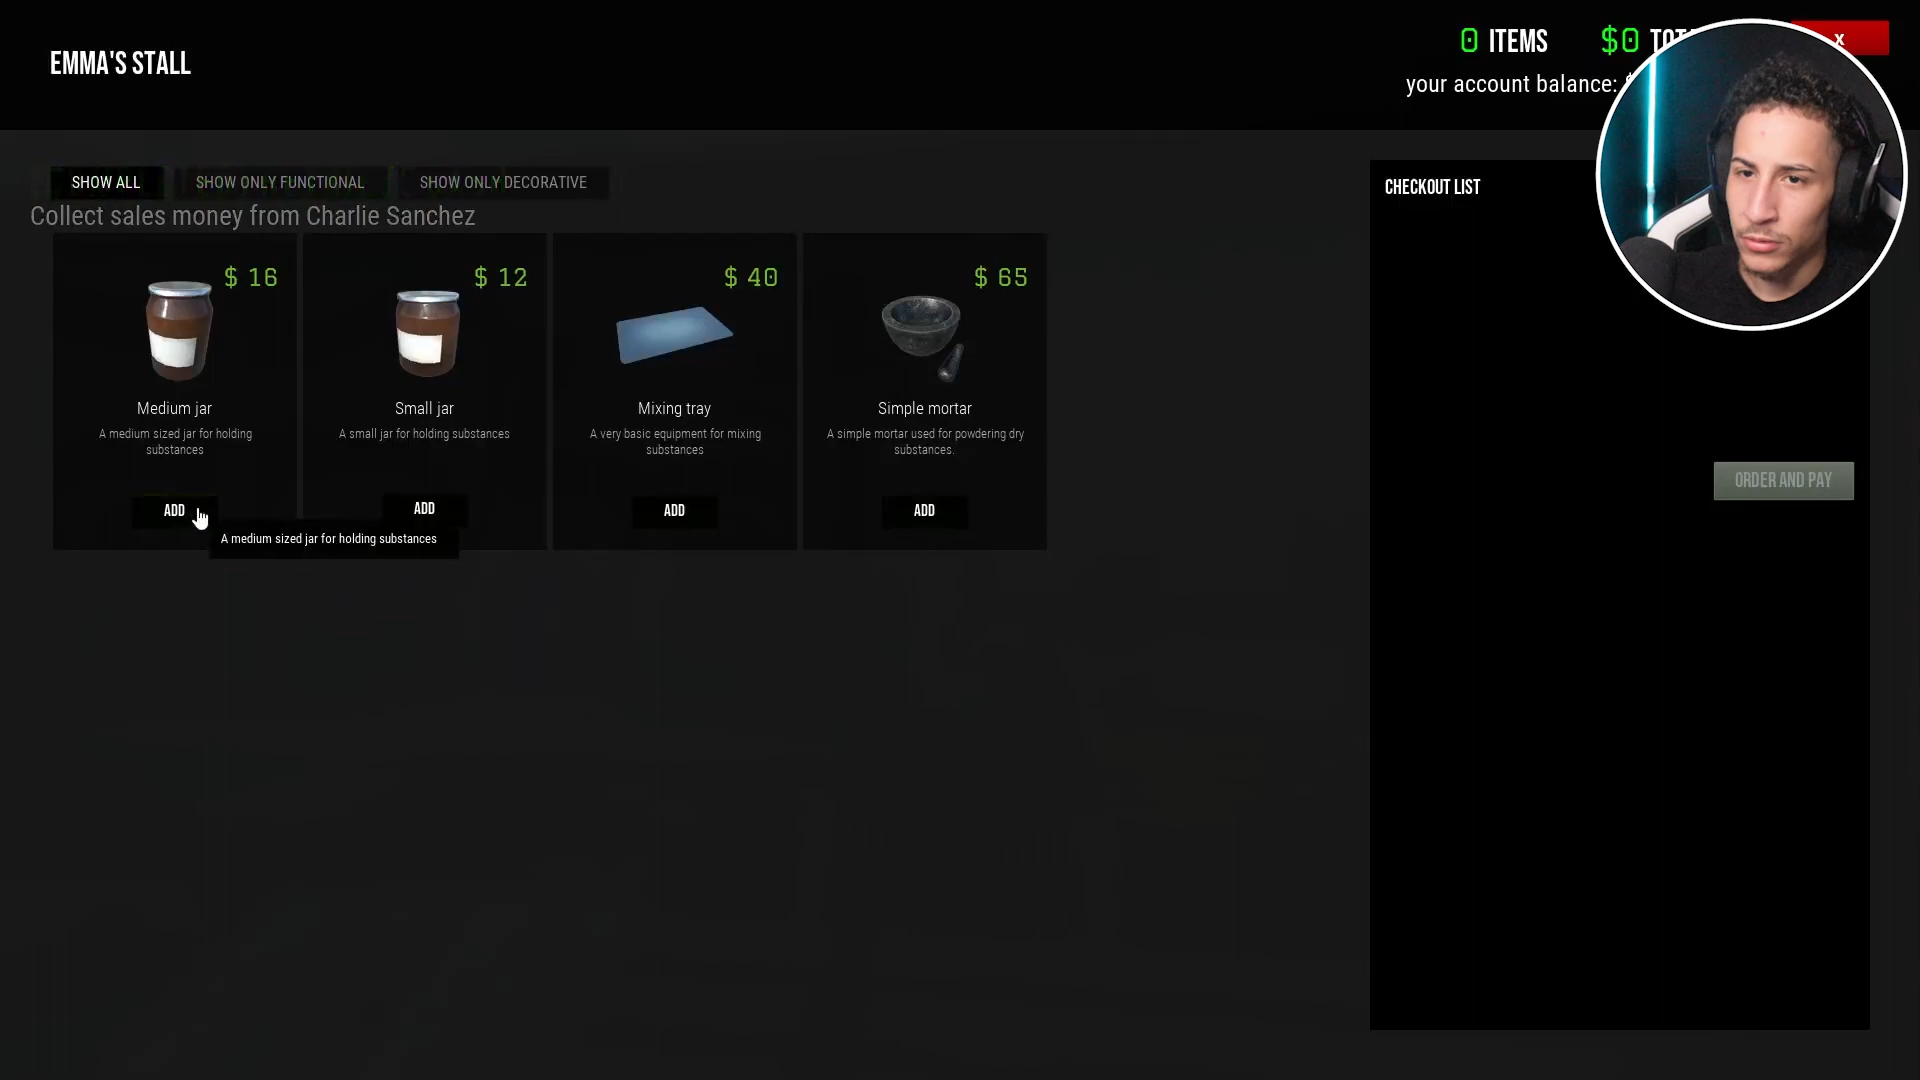 EMMA'S STALL
0 ITEMS $0
x
your account balance:
SHOW ALL
SHOW ONLY FUNCTIONAL
SHOW ONLY DECORATIVE
Collect sales money from Charlie Sanchez
CHECKOUT LIST
$ 16
Medium jar
A medium sized jar for holding
substances
ADD
$ 12
Small jar
A small jar for holding substances
ADD
$ 40
Mixing tray
A very basic equipment for mixing
substances
ADD
$ 65
Simple mortar
A simple mortar used for powdering dry
substances.
ADD
A medium sized jar for holding substances
ORDER AND PAY